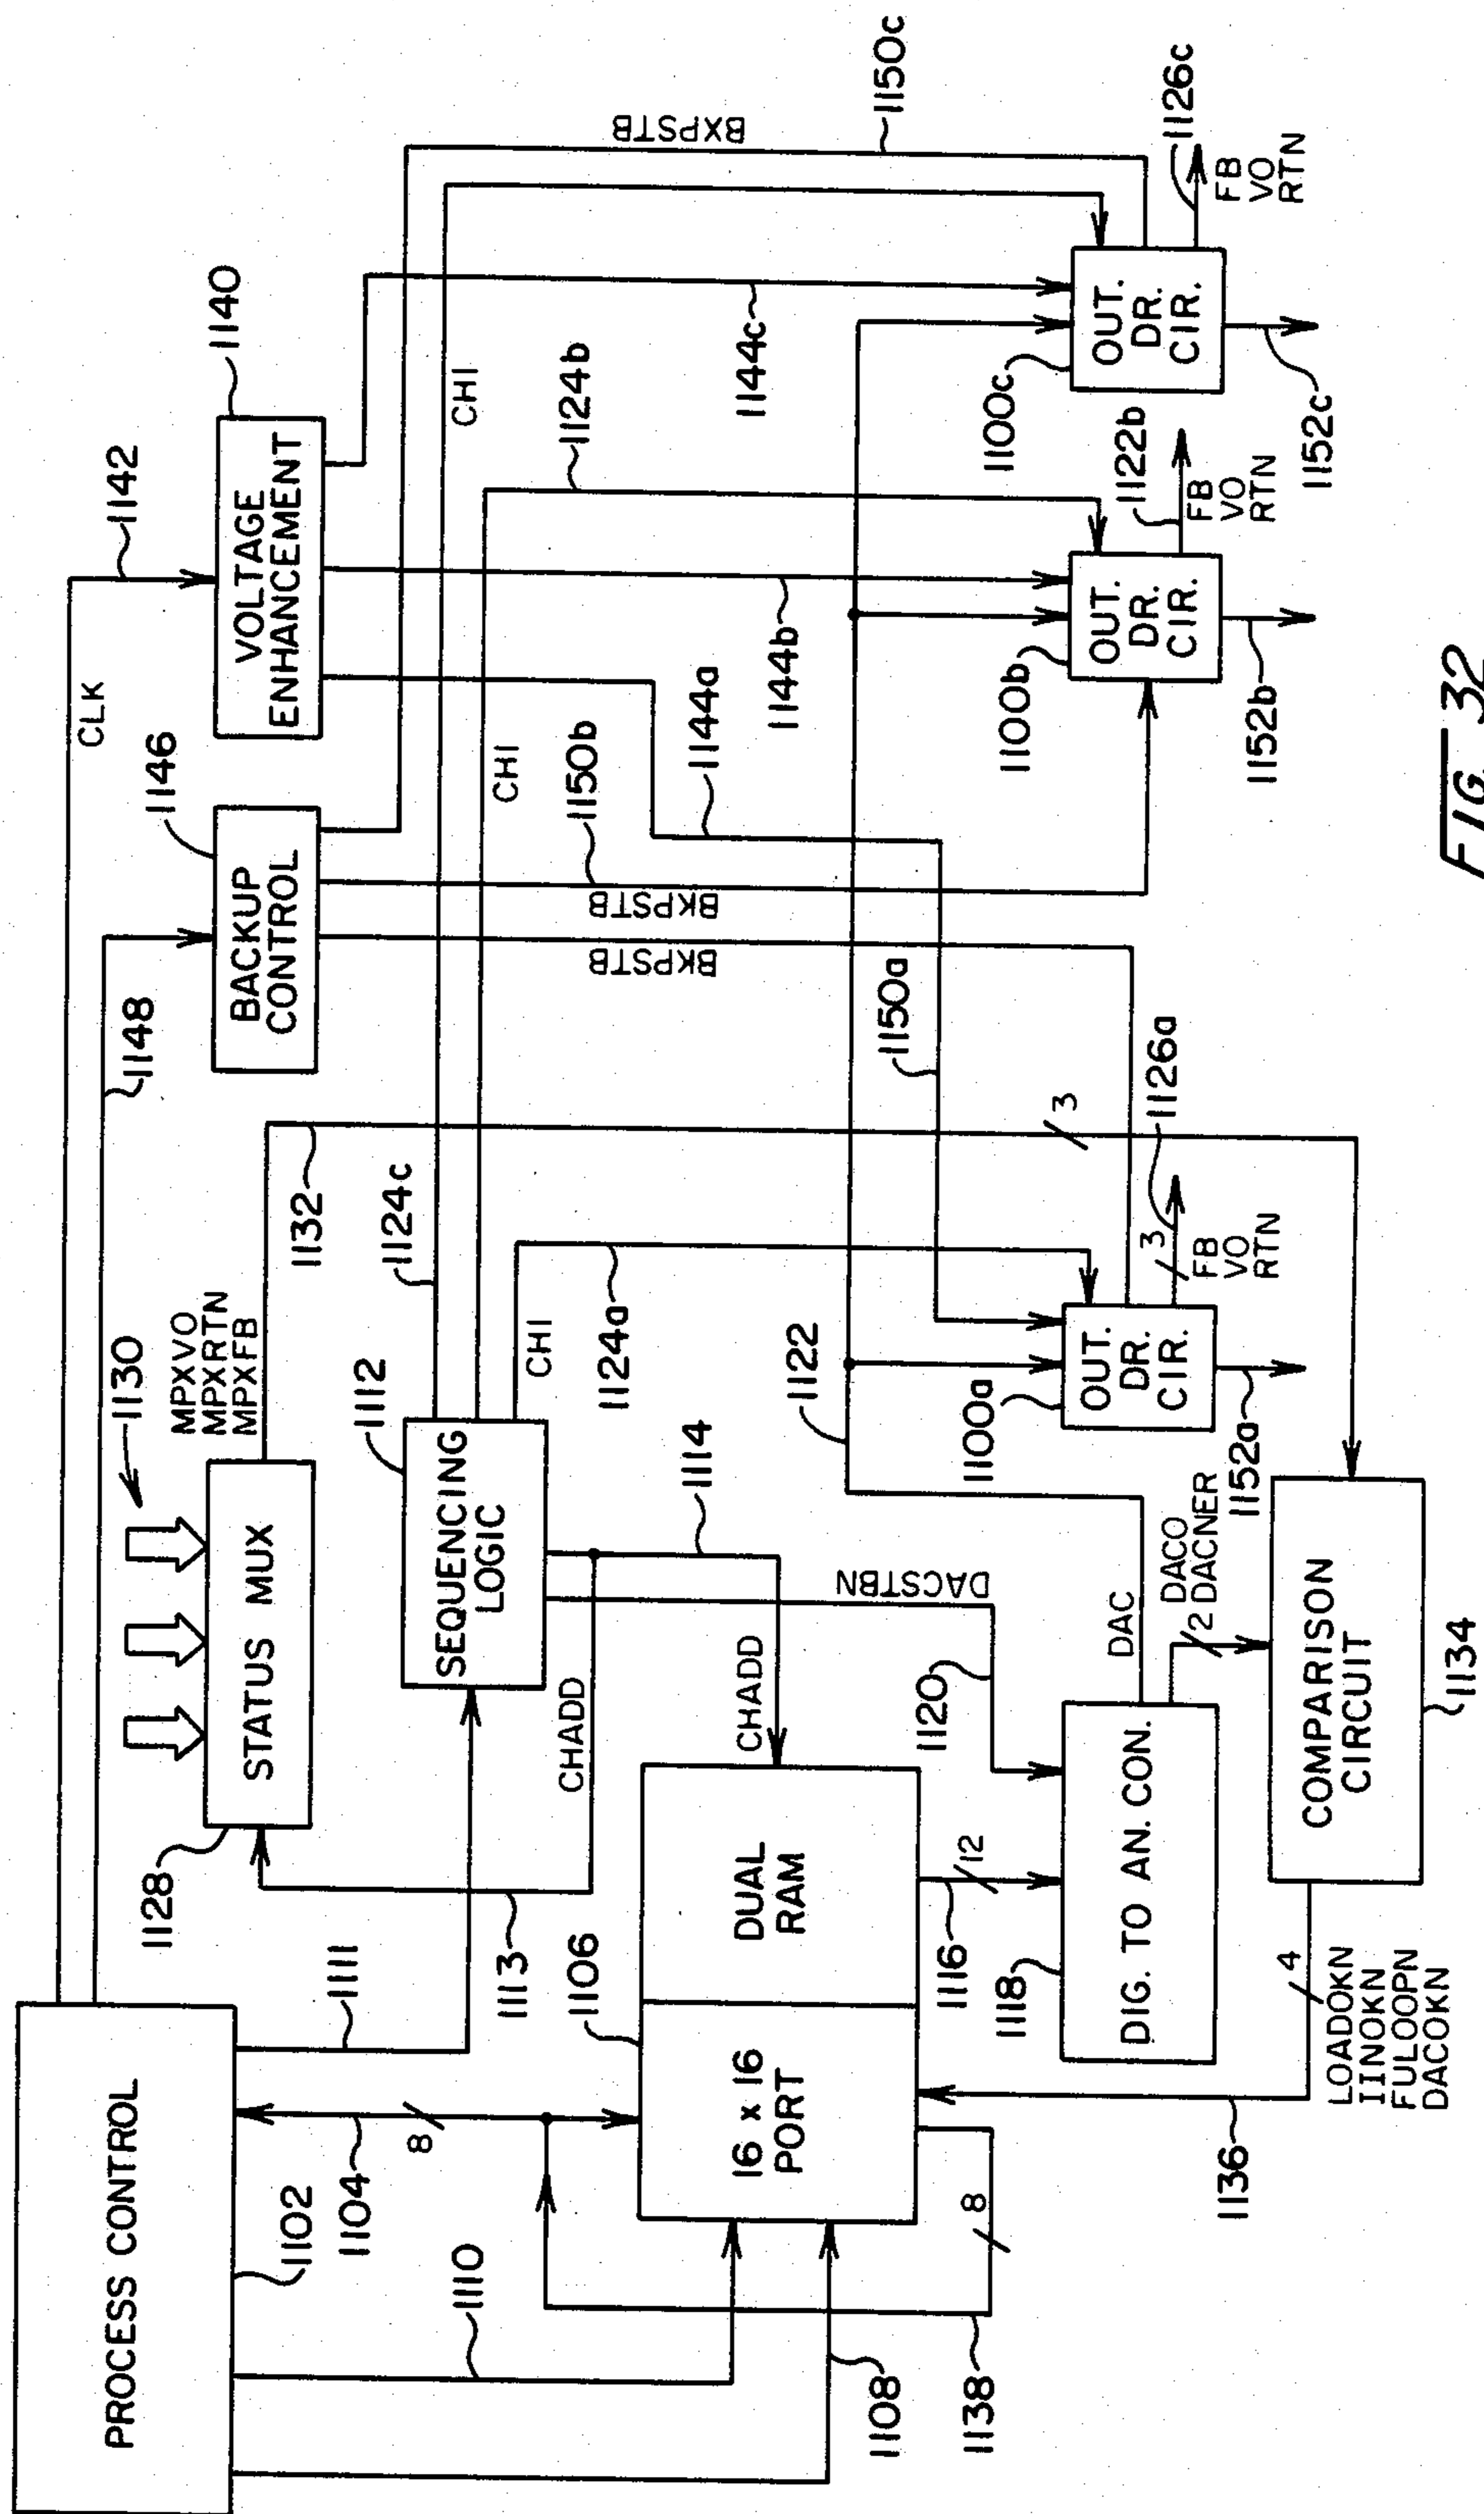 PROCESS CONTROL
1102
1104
8
1110
1108
1138
8
1111
CLK
1148
1142
1130
MPXVO
MPXRTN
MPXFB
STATUS MUX
1128
1132
3
BACKUP
CONTROL
1146
VOLTAGE
ENHANCEMENT
1140
1113
CHADD
SEQUENCING
LOGIC
1112
1124c
CHI
CHI
CHI
1124a
1124b
1114
CHADD
DACSTBN
1120
1106
16 x 16
PORT
DUAL
RAM
1116
12
1118
DIG. TO AN. CON.
DAC
DACO
DACNER
2
1122
BKPSTB
BKPSTB
BXPSTB
1150b
1144a
1150a
1144b
1144c
1150c
1100a
OUT.
DR.
CIR.
3
1126a
FB
VO
RTN
1152a
1100b
OUT.
DR.
CIR.
1122b
FB
VO
RTN
1152b
1100c
OUT.
DR.
CIR.
1126c
FB
VO
RTN
1152c
COMPARISON
CIRCUIT
1134
1136
4
LOADOKN
IINOKN
FULOOPN
DACOKN
FIG. 32